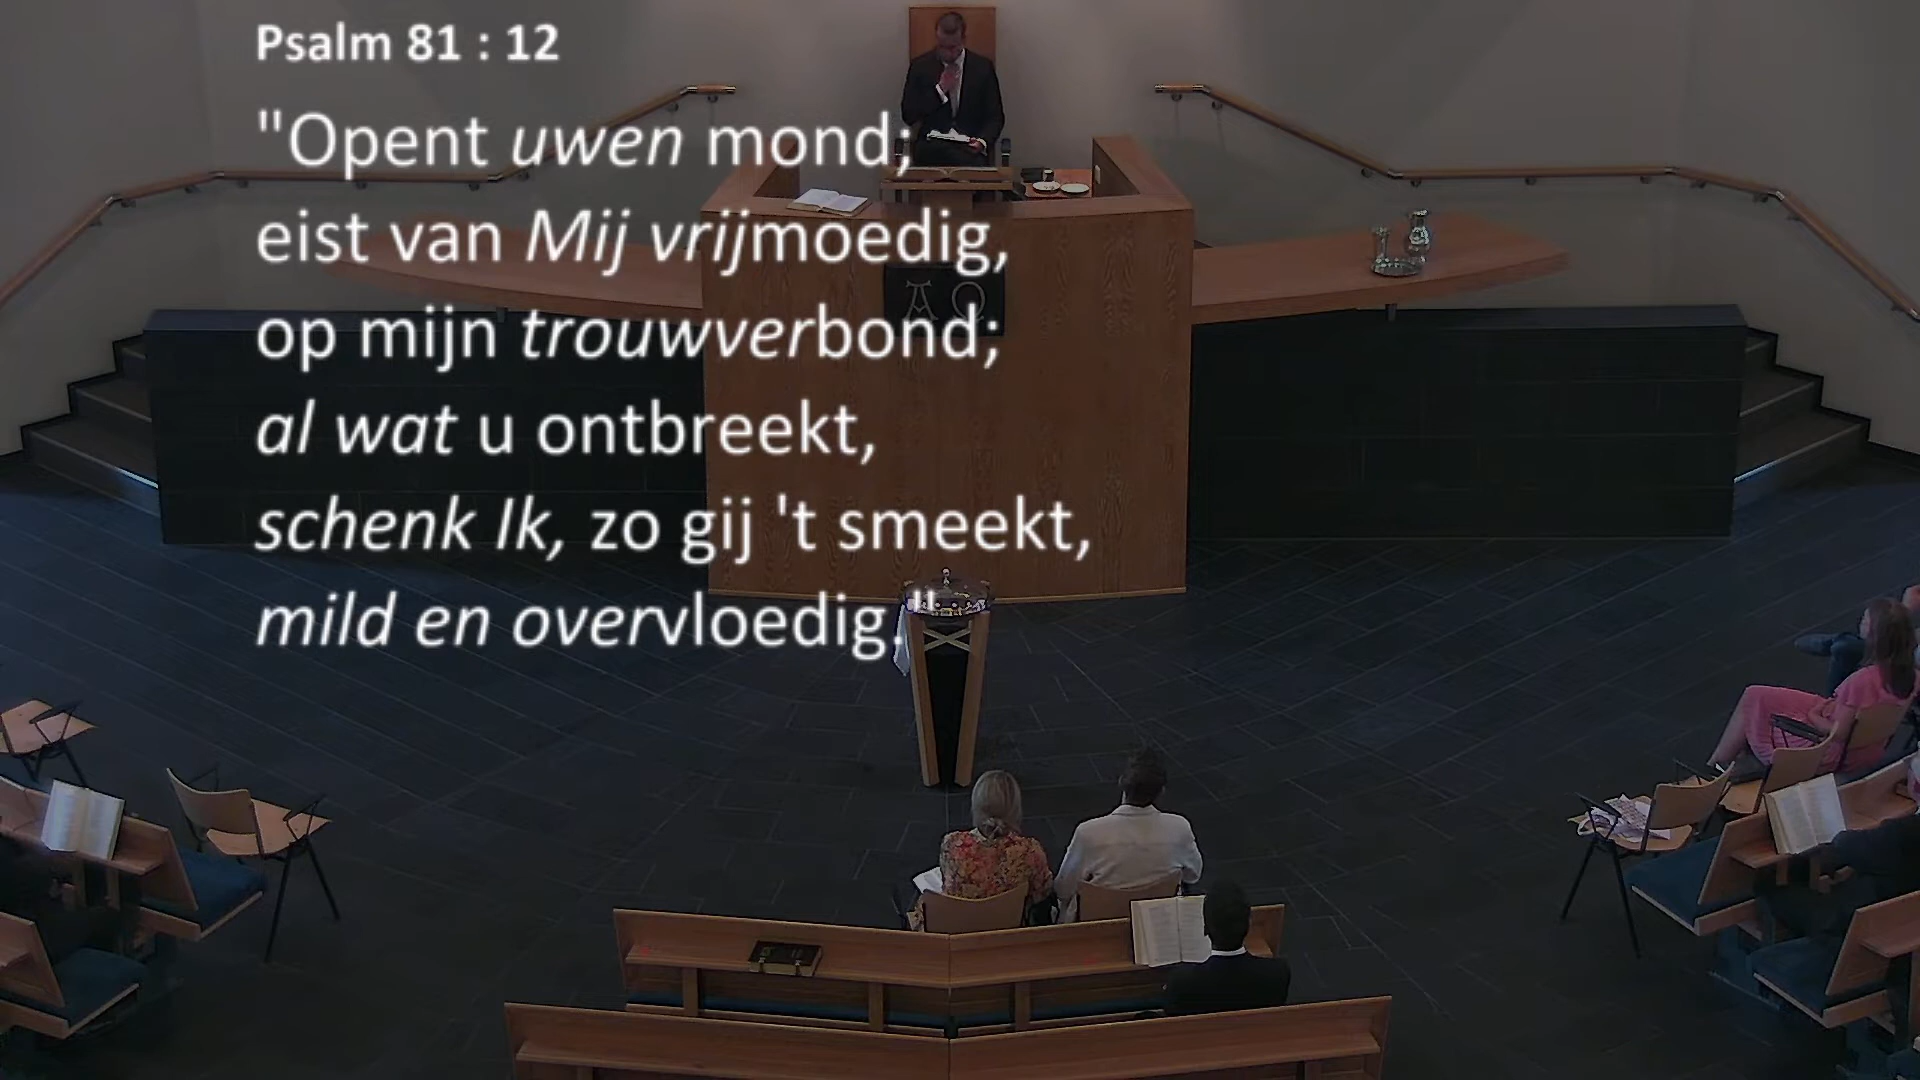 Psalm 81 : 12
"Opent uwen mond;
eist van Mij vrijmoedig,
op mijn trouwverbond;
al wat u ontbreekt,
schenk Ik, zo gij 't smeekt,
mild en overvloedig."
Α Ω